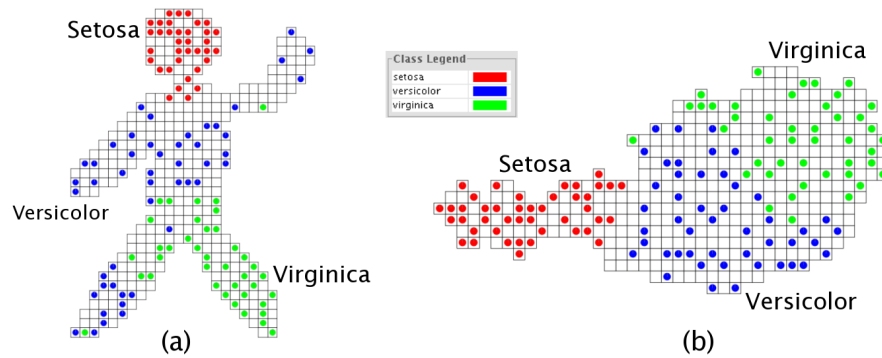 Setosa
Versicolor
Virginica
(a)
Class Legend
setosa
versicolor
virginica
Virginica
Setosa
Versicolor
(b)